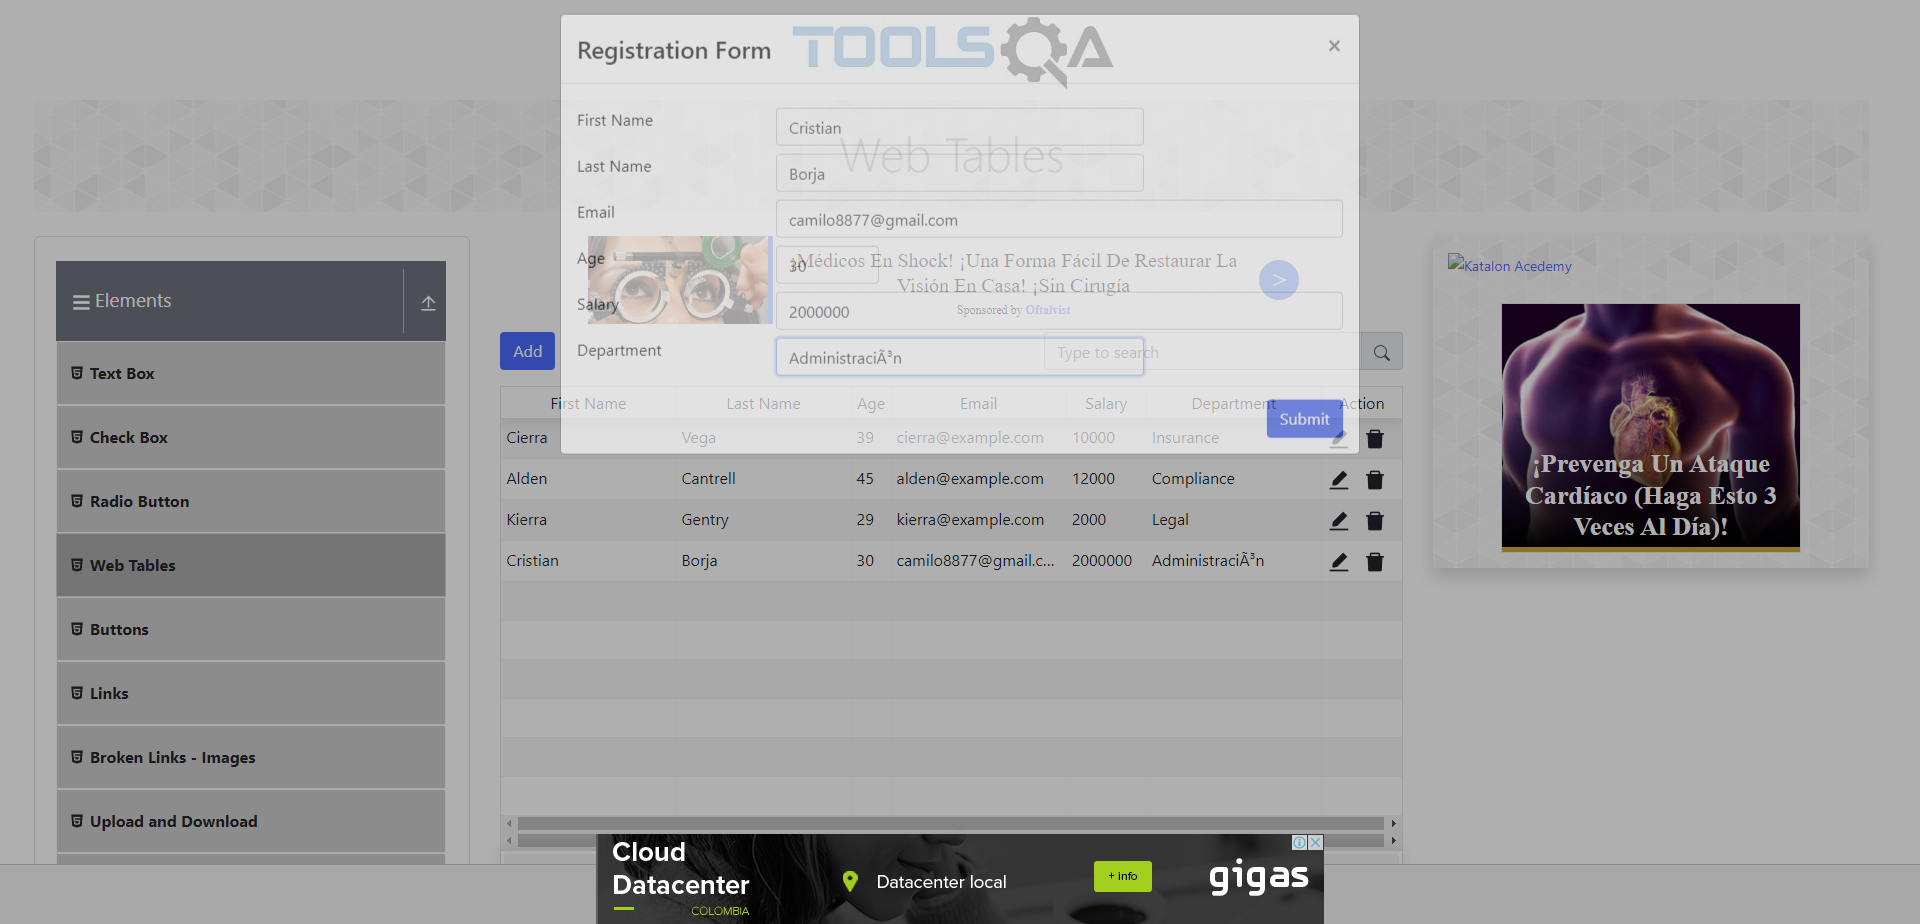 Registration Form
TOOLSQA
×
First Name
Cristian
Web Tables
Last Name
Borja
Email
camilo8877@gmail.com
Age
30
¡Médicos En Shock! ¡Una Forma Fácil De Restaurar La
Visión En Casa! ¡Sin Cirugía
Sponsored by Oftalvist
>
Salary
2000000
Department
AdministraciÃ³n
Submit
Elements
Text Box
Check Box
Radio Button
Web Tables
Buttons
Links
Broken Links - Images
Upload and Download
Add
Type to search
First Name Last Name Age Email Salary Department Action
Cierra Vega 39 cierra@example.com 10000 Insurance
Alden Cantrell 45 alden@example.com 12000 Compliance
Kierra Gentry 29 kierra@example.com 2000 Legal
Cristian Borja 30 camilo8877@gmail.c... 2000000 AdministraciÃ³n
Katalon Acedemy
¡Prevenga Un Ataque
Cardíaco (Haga Esto 3
Veces Al Día)!
Cloud
Datacenter
COLOMBIA
Datacenter local
+ info
gigas